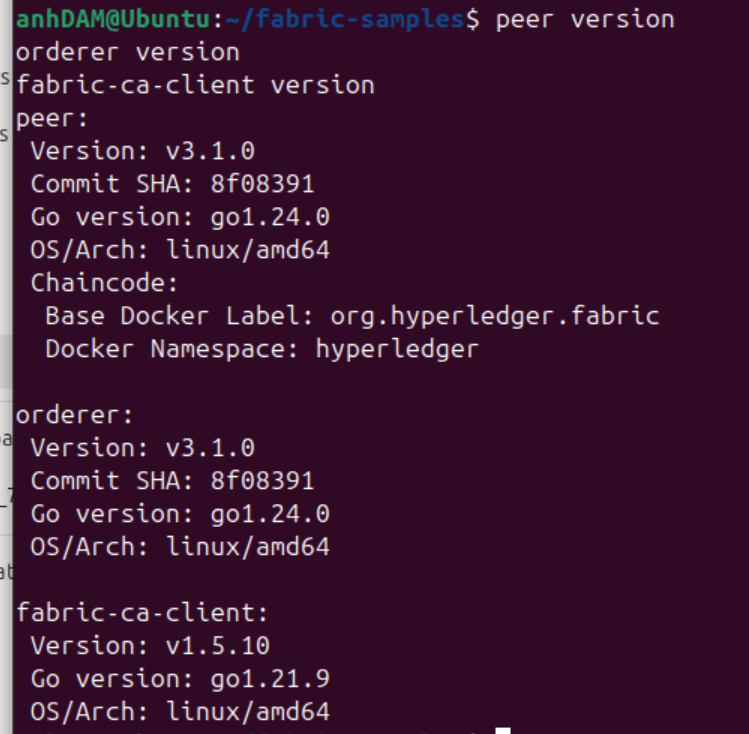 anhDAM@Ubuntu:~/fabric-samples$ peer version
orderer version
fabric-ca-client version
peer:
 Version: v3.1.0
 Commit SHA: 8f08391
 Go version: go1.24.0
 OS/Arch: linux/amd64
 Chaincode:
  Base Docker Label: org.hyperledger.fabric
  Docker Namespace: hyperledger

orderer:
 Version: v3.1.0
 Commit SHA: 8f08391
 Go version: go1.24.0
 OS/Arch: linux/amd64

fabric-ca-client:
 Version: v1.5.10
 Go version: go1.21.9
 OS/Arch: linux/amd64